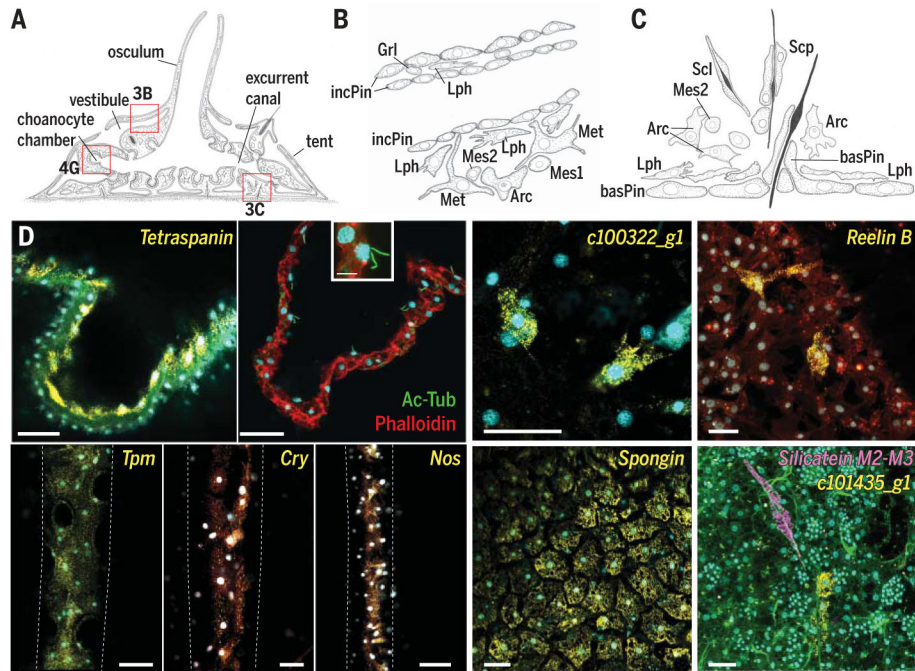 A
osculum
3B
vestibule
choanocyte
chamber
4G
excurrent
canal
tent
3C
B
Grl
incPin
Lph
incPin
Lph
Mes2
Lph
Met
Met
Arc
Mes1
C
Scl
Scp
Mes2
Arc
Arc
Lph
basPin
basPin
Lph
D
Tetraspanin
Ac-Tub
Phalloidin
c100322_g1
Reelin B
Tpm
Cry
Nos
Spongin
Silicatein M2-M3
c101435_g1